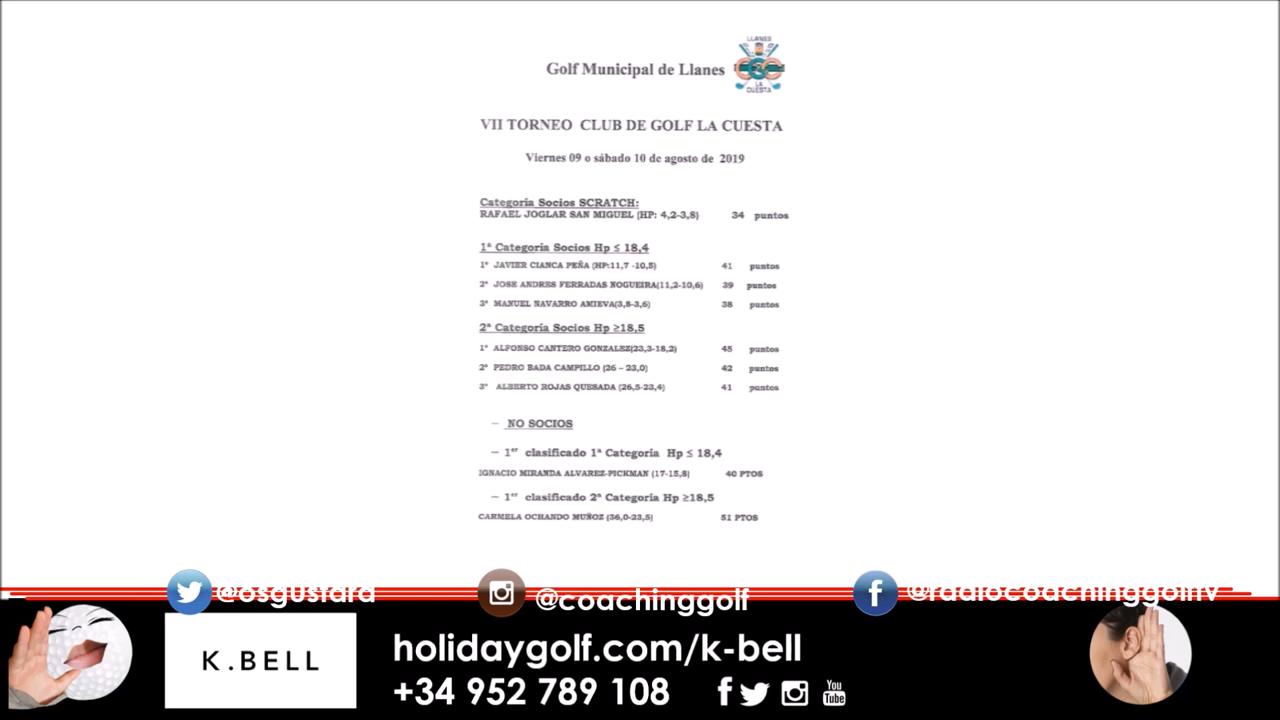 LLANES
Golf Municipal de Llanes
LA
CUESTA
VII TORNEO CLUB DE GOLF LA CUESTA
Viernes 09 o sábado 10 de agosto de 2019
Categoría Socios SCRATCH:
RAFAEL JOGLAR SAN MIGUEL (HP: 4,2-3,8) 34 puntos
1ª Categoría Socios Hp ≤ 18,4
1º JAVIER CIANCA PEÑA (HP:11,7 -10,5) 41 puntos
2º JOSE ANDRES FERRADAS NOGUEIRA(11,2-10,6) 39 puntos
3º MANUEL NAVARRO AMIEVA(3,8-3,6) 38 puntos
2ª Categoría Socios Hp ≥18,5
1º ALFONSO CANTERO GONZALEZ(23,3-18,2) 45 puntos
2º PEDRO BADA CAMPILLO (26 – 23,0) 42 puntos
3º ALBERTO ROJAS QUESADA (26,5-23,4) 41 puntos
– NO SOCIOS
– 1er clasificado 1ª Categoría Hp ≤ 18,4
IGNACIO MIRANDA ALVAREZ-PICKMAN (17-15,8) 40 PTOS
– 1er clasificado 2ª Categoría Hp ≥18,5
CARMELA OCHANDO MUÑOZ (36,0-23,5) 51 PTOS
@osgustara @coachinggolf @radiocoachinggolftv
K.BELL
holidaygolf.com/k-bell
+34 952 789 108
You
Tube